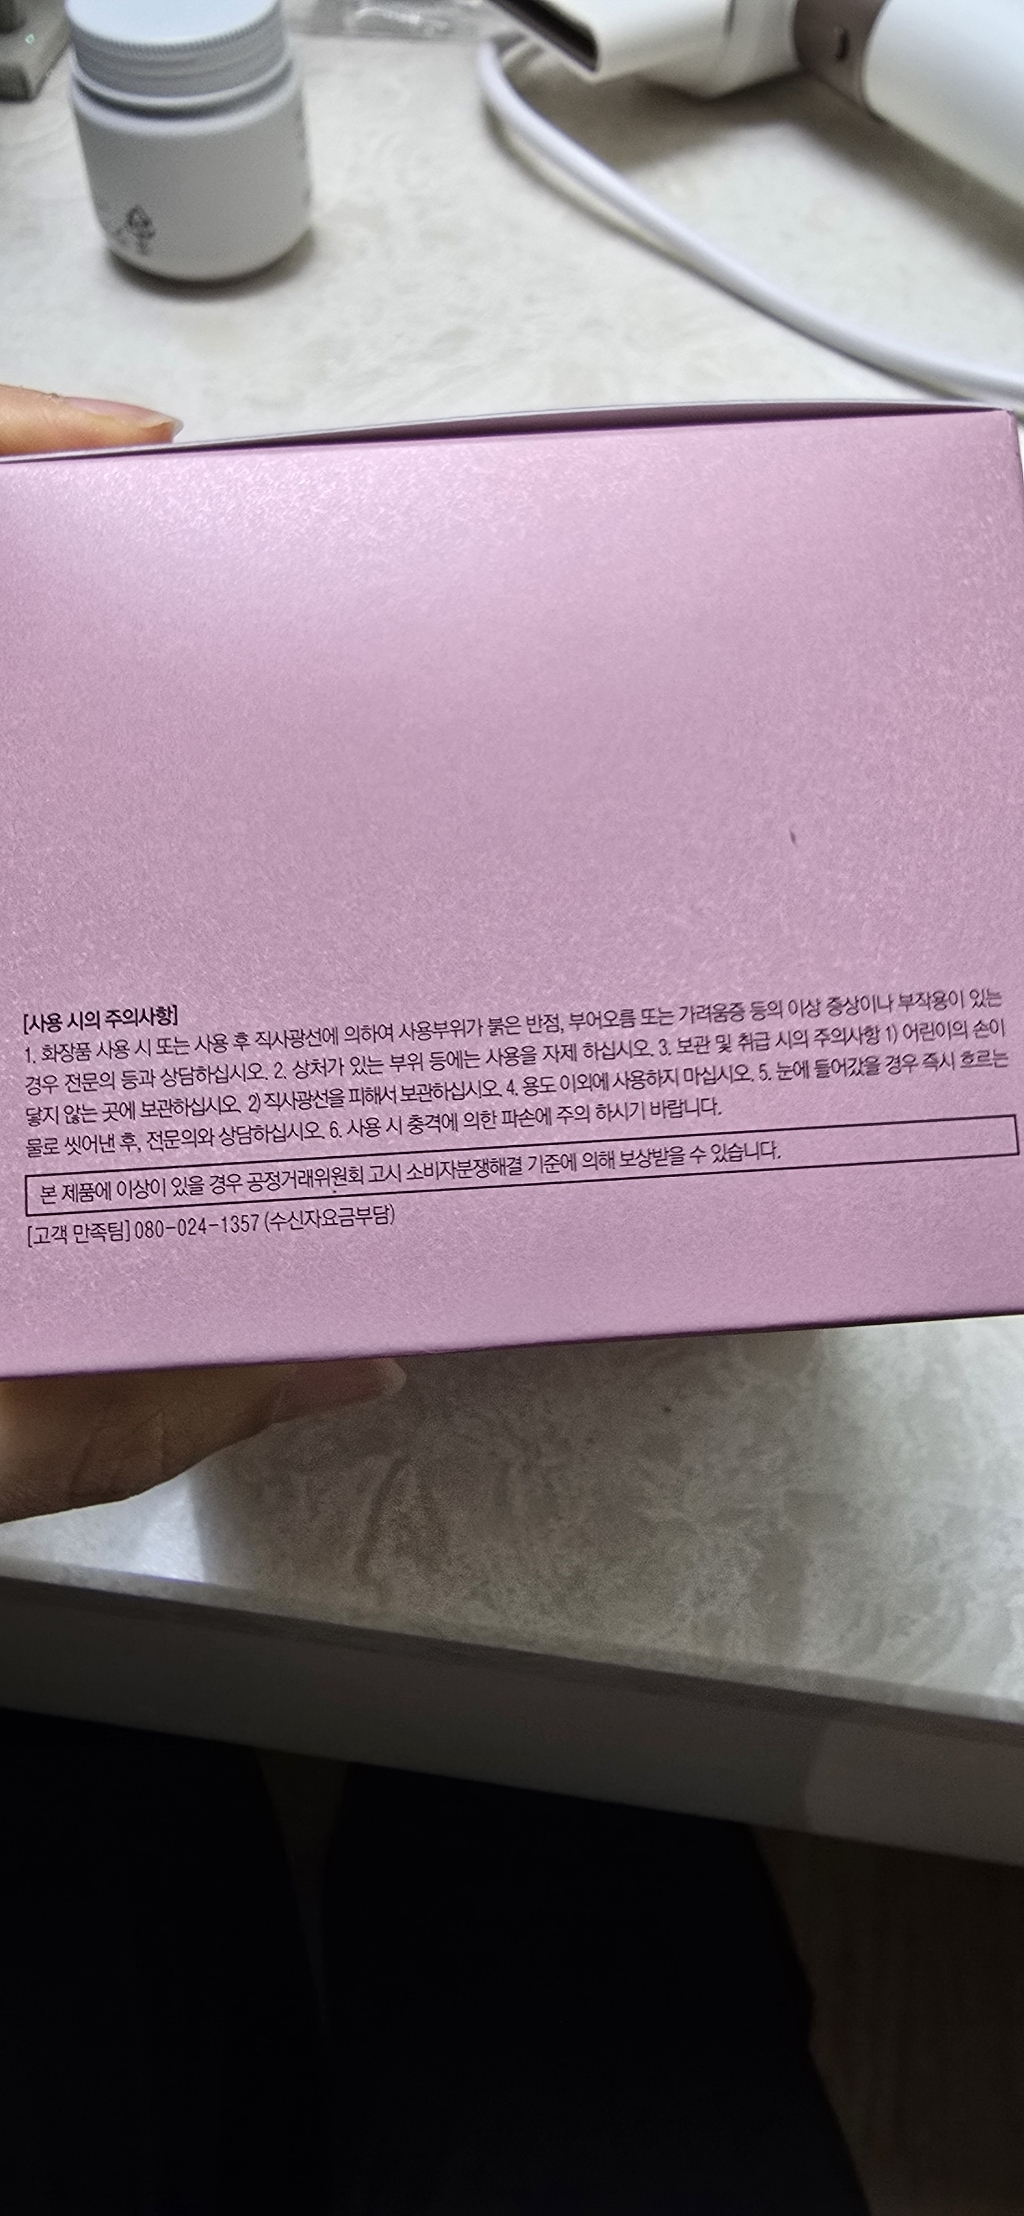 [사용 시의 주의사항]
1. 화장품 사용 시 또는 사용 후 직사광선에 의하여 사용부위가 붉은 반점, 부어오름 또는 가려움증 등의 이상 증상이나 부작용이 있는
경우 전문의 등과 상담하십시오. 2. 상처가 있는 부위 등에는 사용을 자제 하십시오. 3. 보관 및 취급 시의 주의사항 1) 어린이의 손이
닿지 않는 곳에 보관하십시오. 2) 직사광선을 피해서 보관하십시오. 4. 용도 이외에 사용하지 마십시오. 5. 눈에 들어갔을 경우 즉시 흐르는
물로 씻어낸 후, 전문의와 상담하십시오. 6. 사용 시 충격에 의한 파손에 주의 하시기 바랍니다.
본 제품에 이상이 있을 경우 공정거래위원회 고시 소비자분쟁해결 기준에 의해 보상받을 수 있습니다.
[고객 만족팀] 080-024-1357 (수신자요금부담)